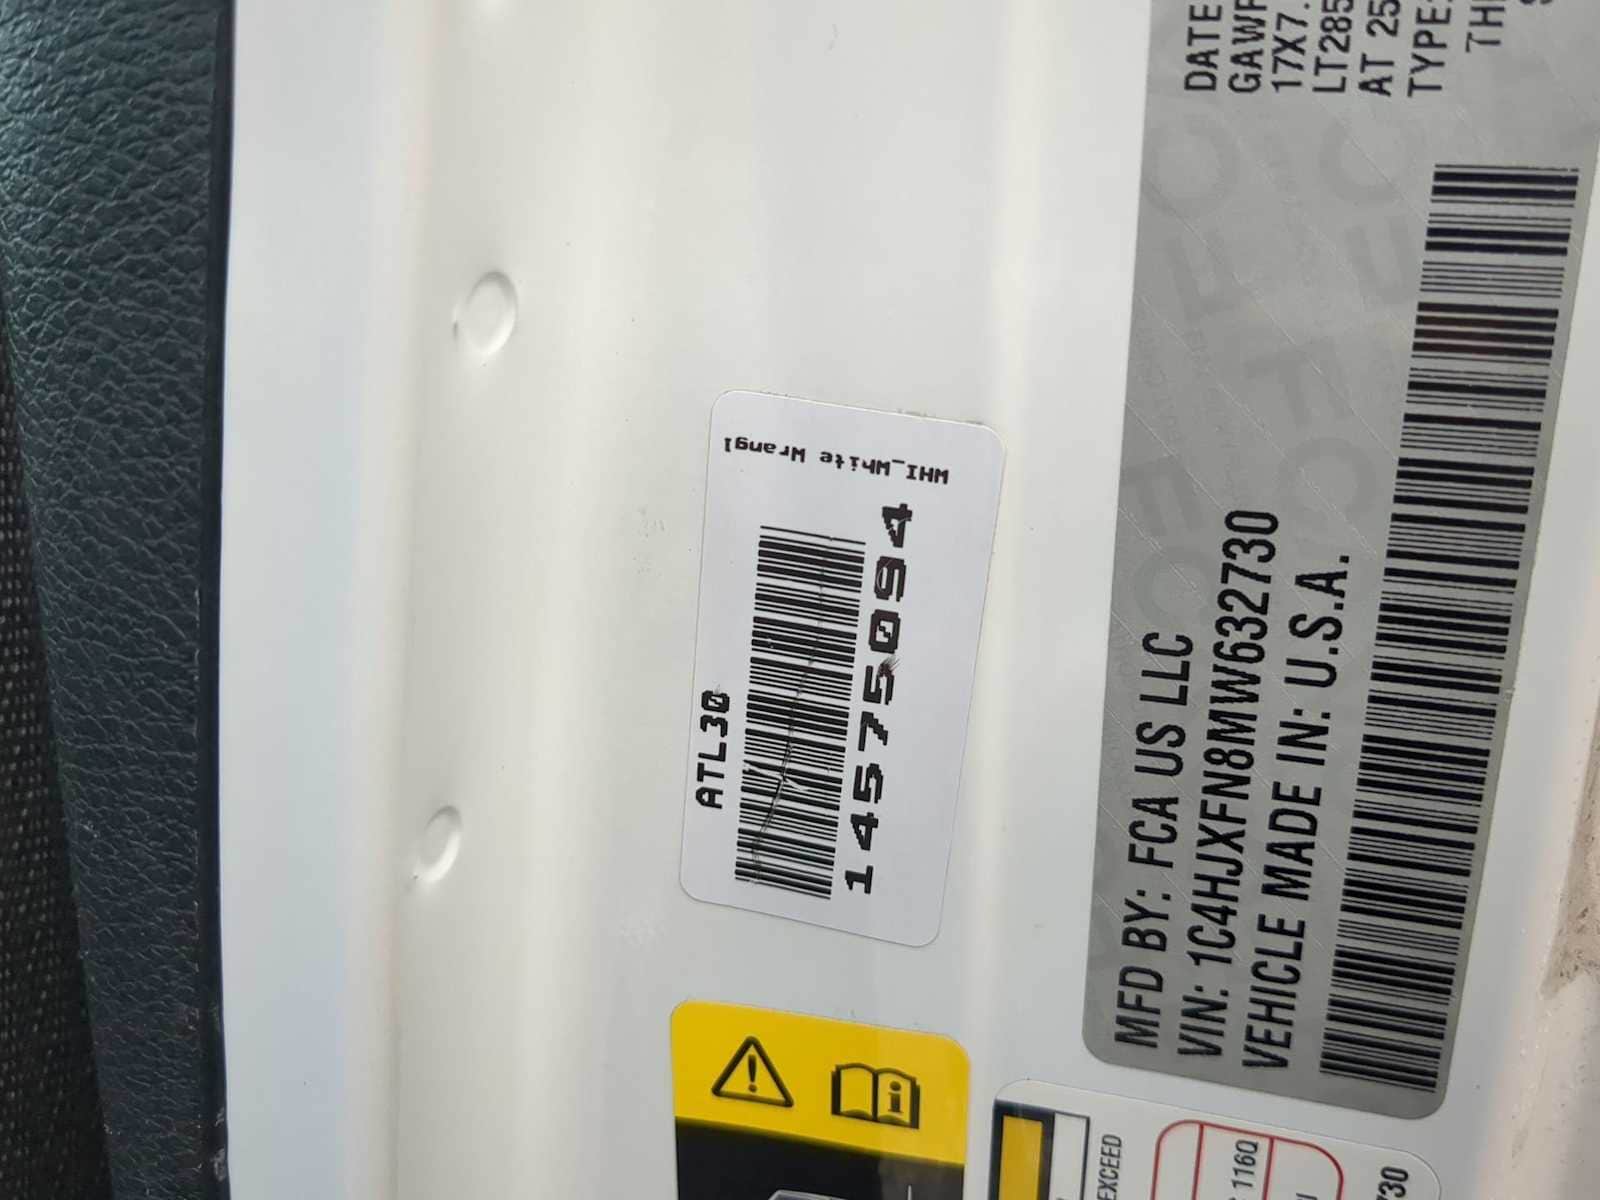 WHI_White Wrangl
ATL30
14575094
MFD BY: FCA US LLC
VIN: 1C4HJXFN8MW632730
VEHICLE MADE IN: U.S.A.
DATE
GAWR
17X7.
LT285
AT 25
TYPE:
EXCEED
116Q
730